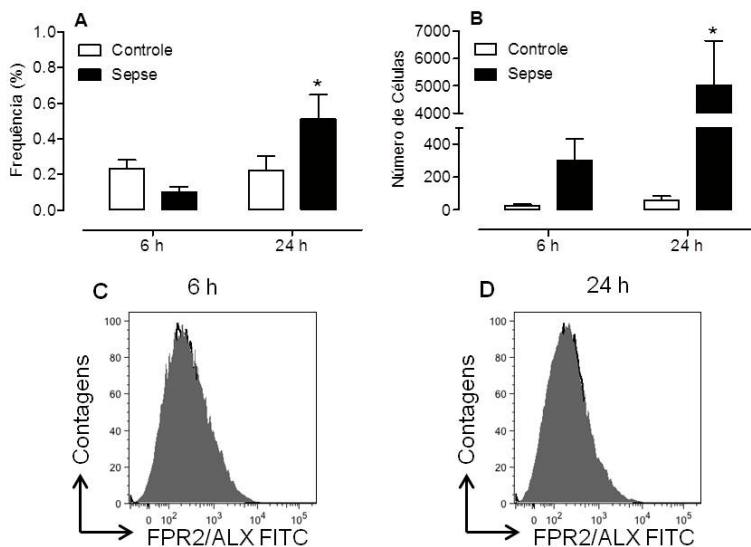 A
Controle
Sepse
Frequência (%)
1.0
0.8
0.6
0.4
0.2
0.0
*
6 h
24 h
B
Controle
Sepse
Número de Células
7000
6000
5000
4000
400
200
0
*
6 h
24 h
C
6 h
Contagens
100
80
60
40
20
0
0
10²
10³
10⁴
10⁵
FPR2/ALX FITC
D
24 h
Contagens
100
80
60
40
20
0
0
10²
10³
10⁴
10⁵
FPR2/ALX FITC